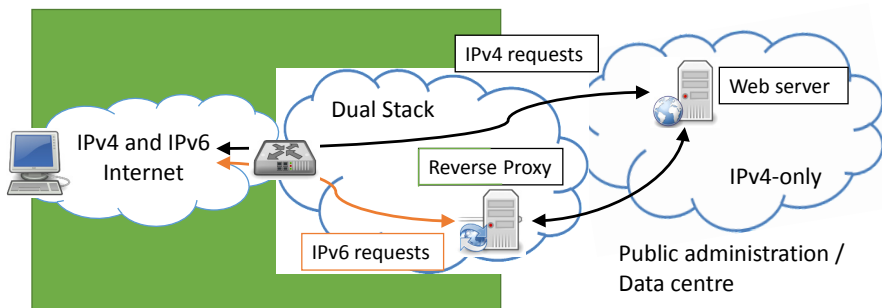 IPv4 requests
Dual Stack
Web server
IPv4 and IPv6
Internet
Reverse Proxy
IPv4-only
IPv6 requests
Public administration /
Data centre